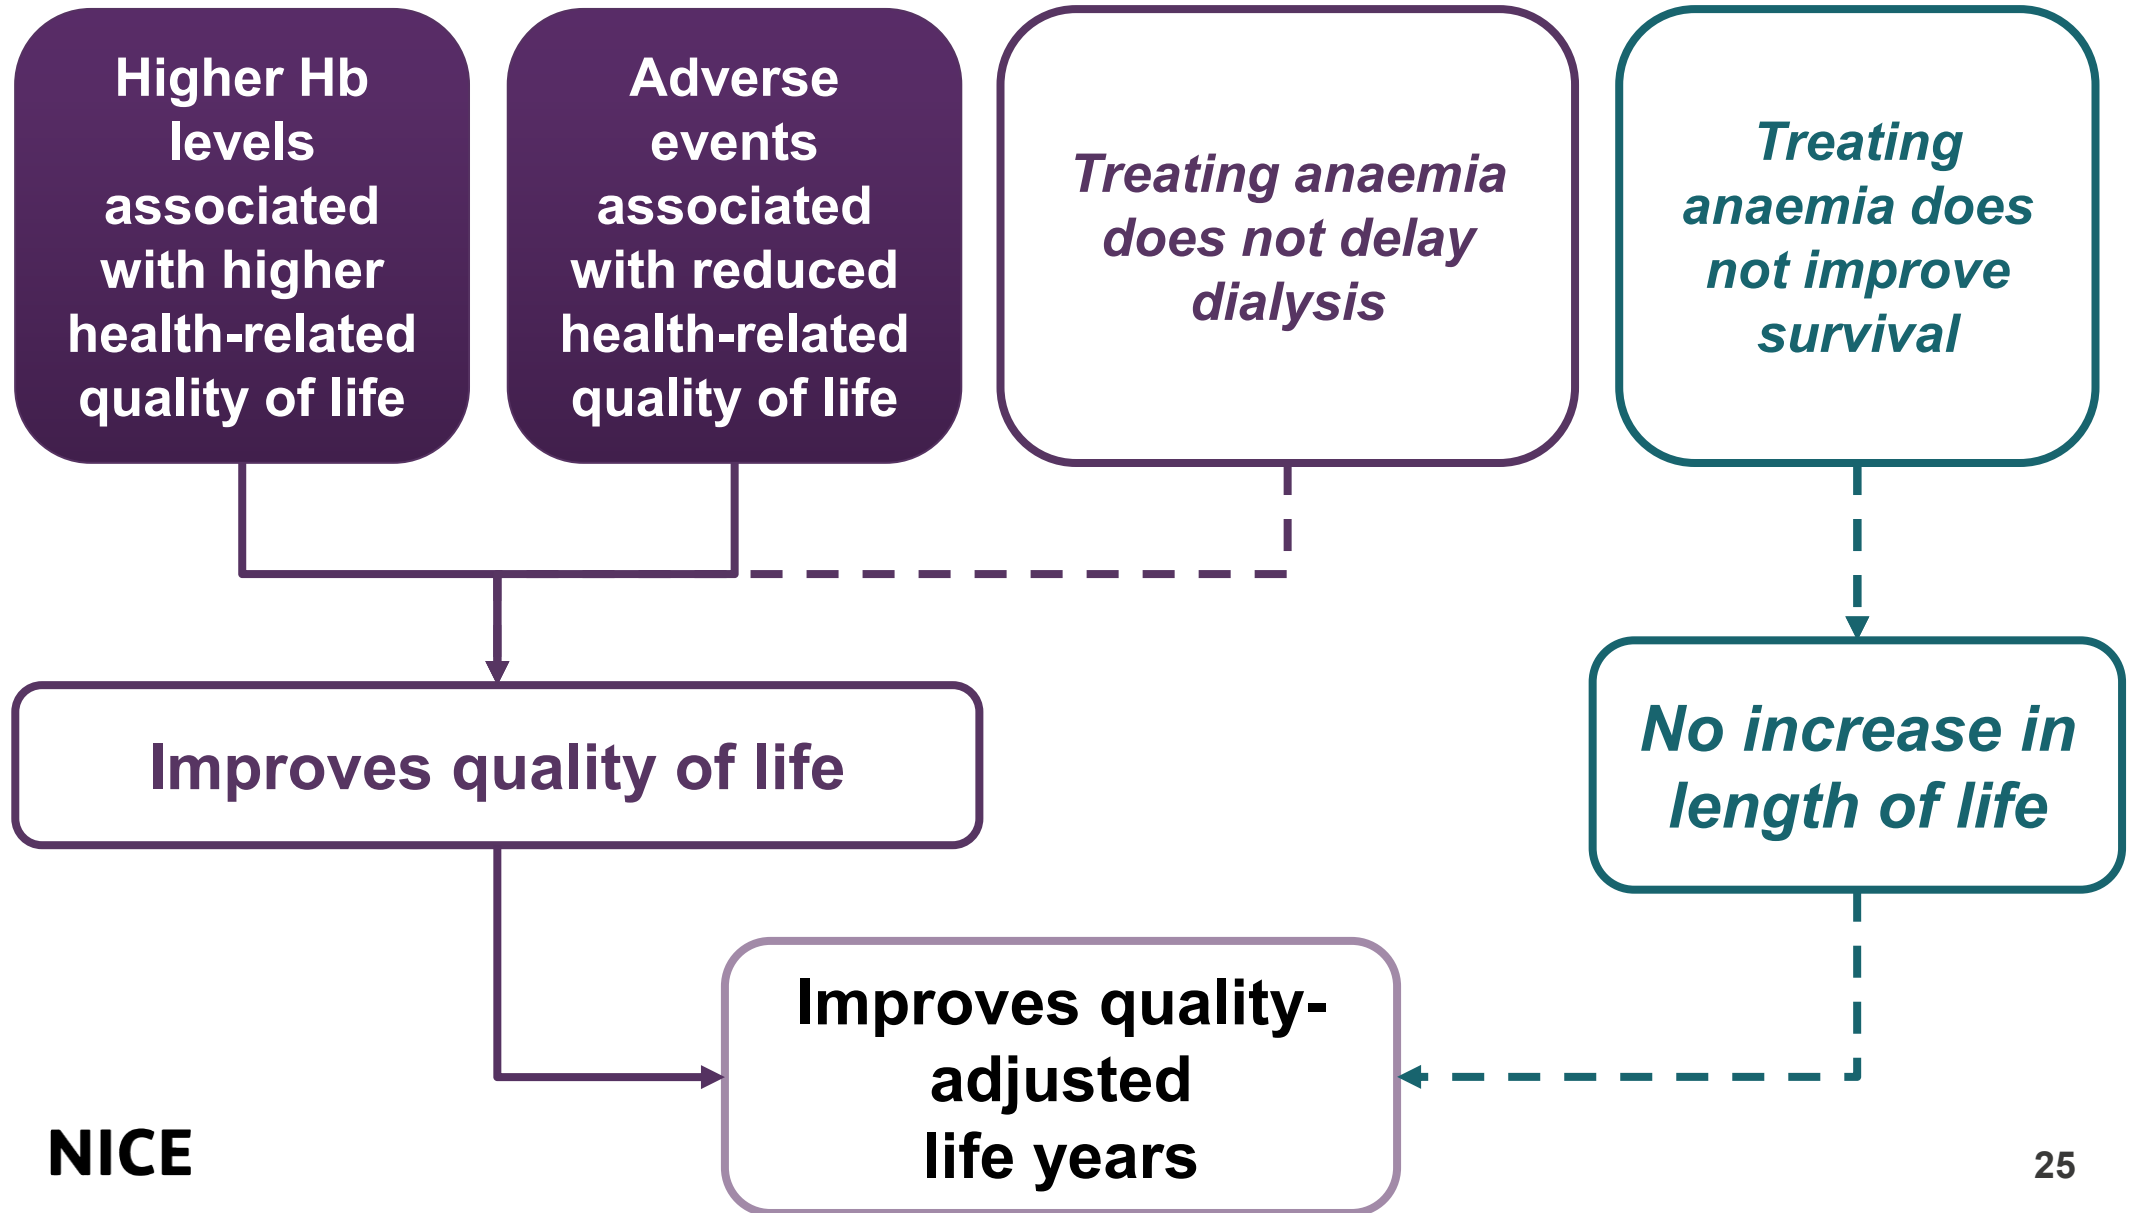 Higher Hb
levels
associated
with higher
health-related
quality of life
Adverse
events
associated
with reduced
health-related
quality of life
Treating anaemia
does not delay
dialysis
Treating
anaemia does
not improve
survival
Improves quality of life
No increase in
length of life
Improves quality-
adjusted
life years
NICE
25